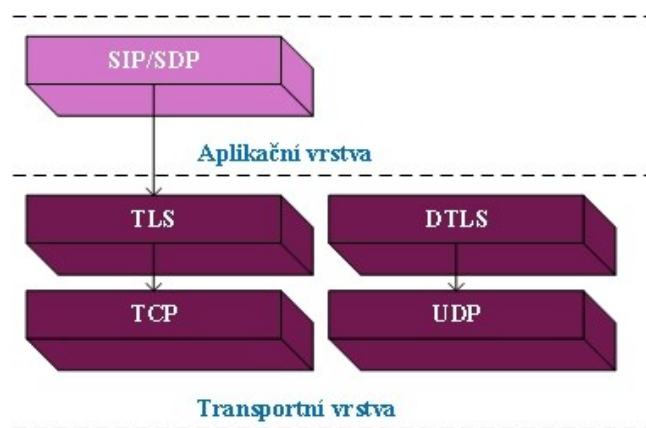 SIP/SDP
Aplikační vrstva
TLS
DTLS
TCP
UDP
Transportní vrstva